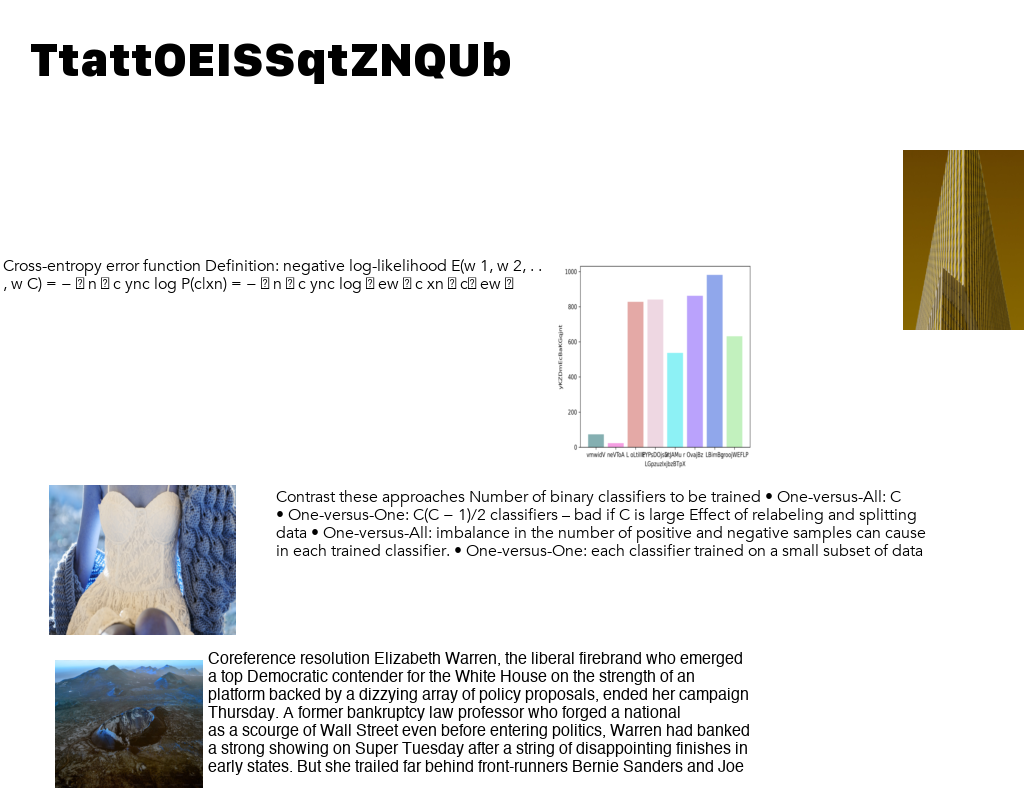 TtattOEISSqtZNQUb
Cross-entropy error function Definition: negative log-likelihood E(w 1, w 2, . .
, w C) = − � n � c ync log P(clxn) = − � n � c ync log � ew � c xn � c� ew �
1000
800
600
400
200
0
yKZDmEcBaKGqjnt
vmwidV neVToA
OvajBz
LGpzuzlxjbzBTpX
Contrast these approaches Number of binary classifiers to be trained • One-versus-All: C
• One-versus-One: C(C − 1)/2 classifiers – bad if C is large Effect of relabeling and splitting
data • One-versus-All: imbalance in the number of positive and negative samples can cause
in each trained classifier. • One-versus-One: each classifier trained on a small subset of data
Coreference resolution Elizabeth Warren, the liberal firebrand who emerged
a top Democratic contender for the White House on the strength of an
platform backed by a dizzying array of policy proposals, ended her campaign
Thursday. A former bankruptcy law professor who forged a national
as a scourge of Wall Street even before entering politics, Warren had banked
a strong showing on Super Tuesday after a string of disappointing finishes in
early states. But she trailed far behind front-runners Bernie Sanders and Joe